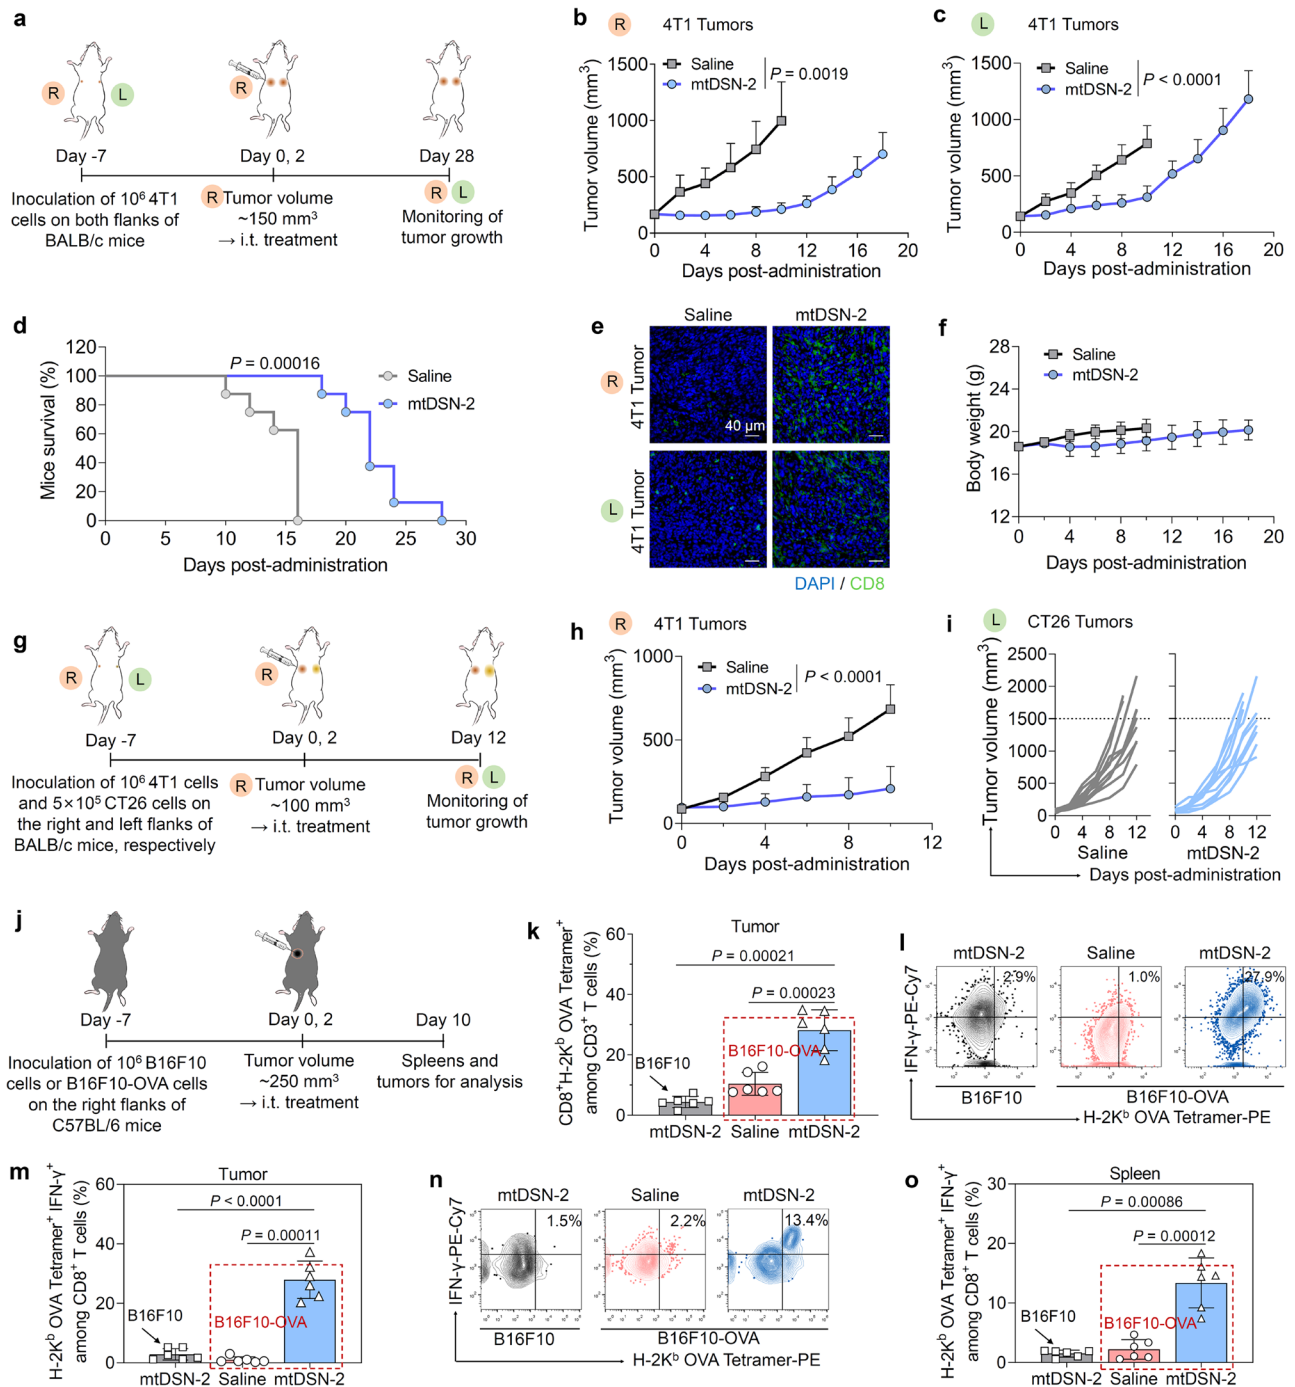 a
R
L
R
R L
Day -7
Day 0, 2
Day 28
Inoculation of 10⁶ 4T1
cells on both flanks of
BALB/c mice
R Tumor volume
~150 mm³
→ i.t. treatment
Monitoring of
tumor growth
b
R 4T1 Tumors
Tumor volume (mm³)
1500
1000
500
0
Saline
mtDSN-2
P = 0.0019
0 4 8 12 16 20
Days post-administration
c
L 4T1 Tumors
Tumor volume (mm³)
1500
1000
500
0
Saline
mtDSN-2
P < 0.0001
0 4 8 12 16 20
Days post-administration
d
Mice survival (%)
120
100
80
60
40
20
0
P = 0.00016
Saline
mtDSN-2
0 5 10 15 20 25 30
Days post-administration
e
Saline mtDSN-2
R
4T1 Tumor
40 µm
L
4T1 Tumor
DAPI / CD8
f
Body weight (g)
28
24
20
16
12
Saline
mtDSN-2
0 4 8 12 16 20
Days post-administration
g
R
L
R
Day -7
Day 0, 2
Day 12
R L
Inoculation of 10⁶ 4T1 cells
and 5×10⁵ CT26 cells on
the right and left flanks of
BALB/c mice, respectively
R Tumor volume
~100 mm³
→ i.t. treatment
Monitoring of
tumor growth
h
R 4T1 Tumors
Tumor volume (mm³)
1000
500
0
Saline
mtDSN-2
P < 0.0001
0 4 8 12
Days post-administration
i
L CT26 Tumors
Tumor volume (mm³)
2500
2000
1500
1000
500
0
0 4 8 12
Saline
0 4 8 12
mtDSN-2
Days post-administration
j
Day -7
Day 0, 2
Day 10
Inoculation of 10⁶ B16F10
cells or B16F10-OVA cells
on the right flanks of
C57BL/6 mice
Tumor volume
~250 mm³
→ i.t. treatment
Spleens and
tumors for analysis
k
Tumor
CD8⁺H-2Kᵇ OVA Tetramer⁺
among CD3⁺ T cells (%)
60
40
20
0
P = 0.00021
P = 0.00023
B16F10
B16F10-OVA
mtDSN-2 Saline mtDSN-2
l
mtDSN-2 Saline mtDSN-2
2.9%
1.0%
27.9%
IFN-γ-PE-Cy7
B16F10
B16F10-OVA
H-2Kᵇ OVA Tetramer-PE
m
Tumor
H-2Kᵇ OVA Tetramer⁺ IFN-γ⁺
among CD8⁺ T cells (%)
60
40
20
0
P < 0.0001
P = 0.00011
B16F10
B16F10-OVA
mtDSN-2 Saline mtDSN-2
n
mtDSN-2 Saline mtDSN-2
1.5%
2.2%
13.4%
IFN-γ-PE-Cy7
B16F10
B16F10-OVA
H-2Kᵇ OVA Tetramer-PE
o
Spleen
H-2Kᵇ OVA Tetramer⁺ IFN-γ⁺
among CD8⁺ T cells (%)
30
20
10
0
P = 0.00086
P = 0.00012
B16F10
B16F10-OVA
mtDSN-2 Saline mtDSN-2